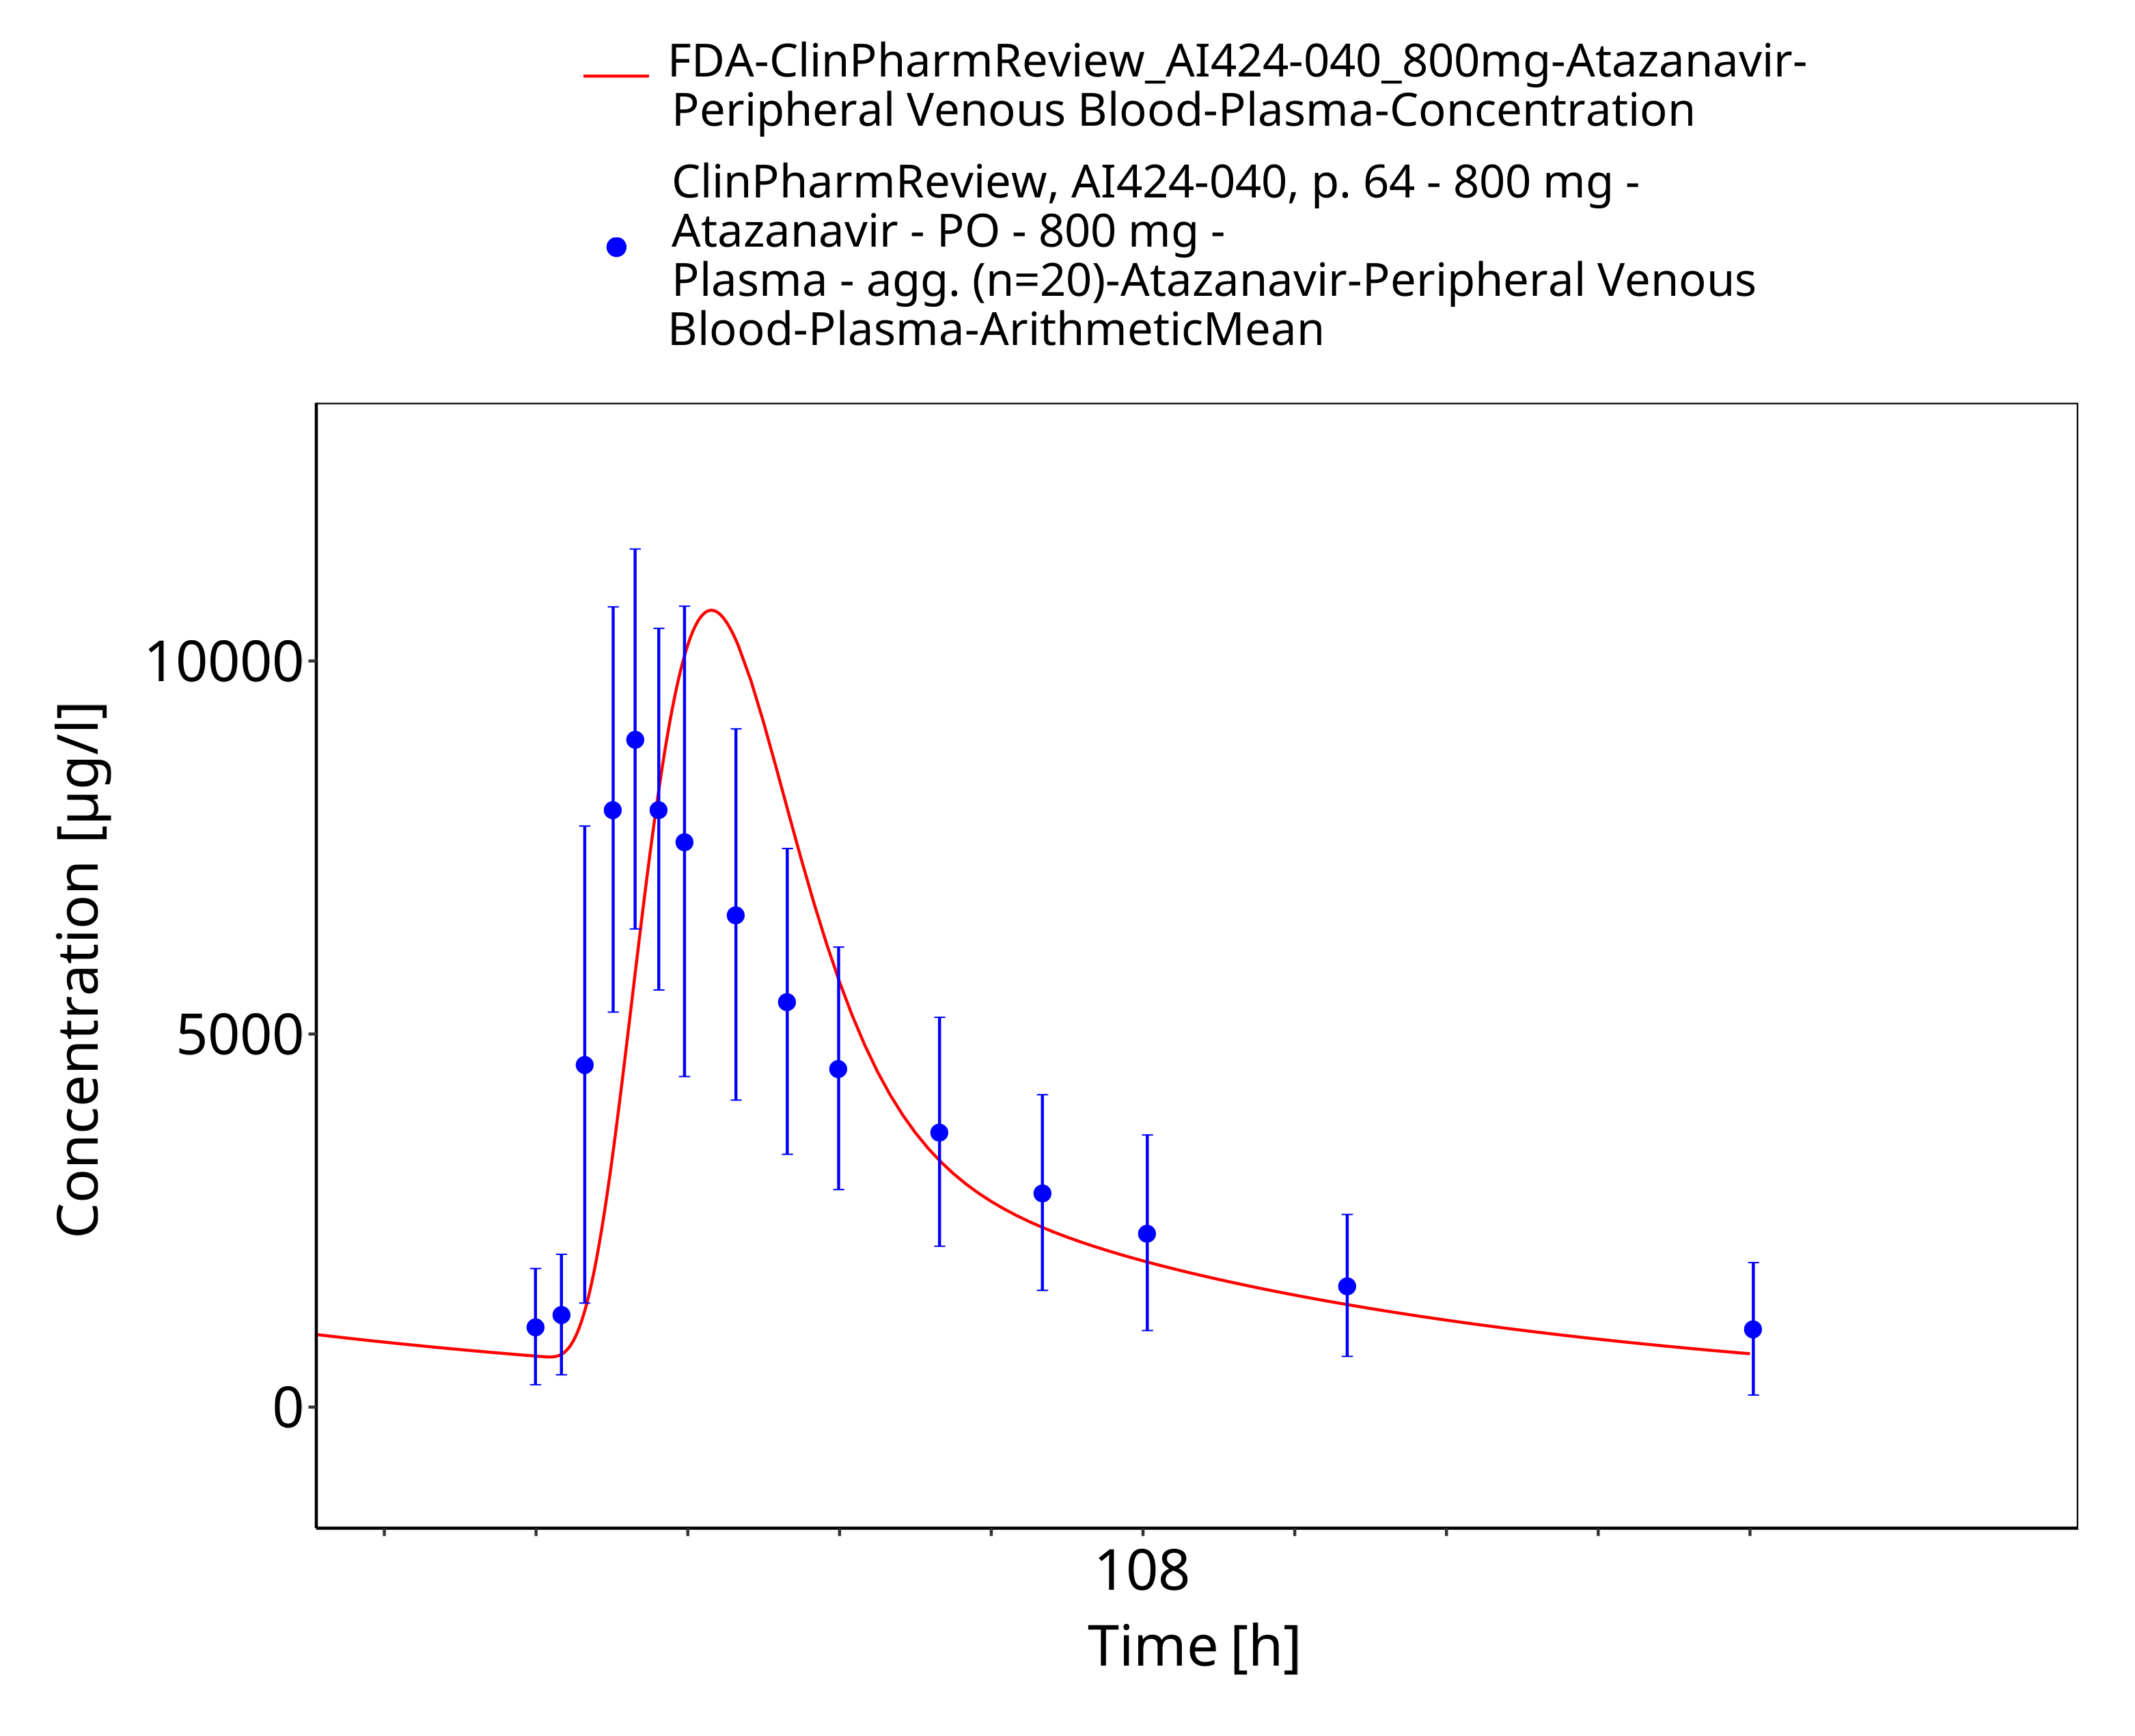 FDA-ClinPharmReview_AI424-040_800mg-Atazanavir-
Peripheral Venous Blood-Plasma-Concentration
ClinPharmReview, AI424-040, p. 64 - 800 mg -
Atazanavir - PO - 800 mg -
Plasma - agg. (n=20)-Atazanavir-Peripheral Venous
Blood-Plasma-ArithmeticMean
Concentration [µg/l]
10000
5000
0
108
Time [h]